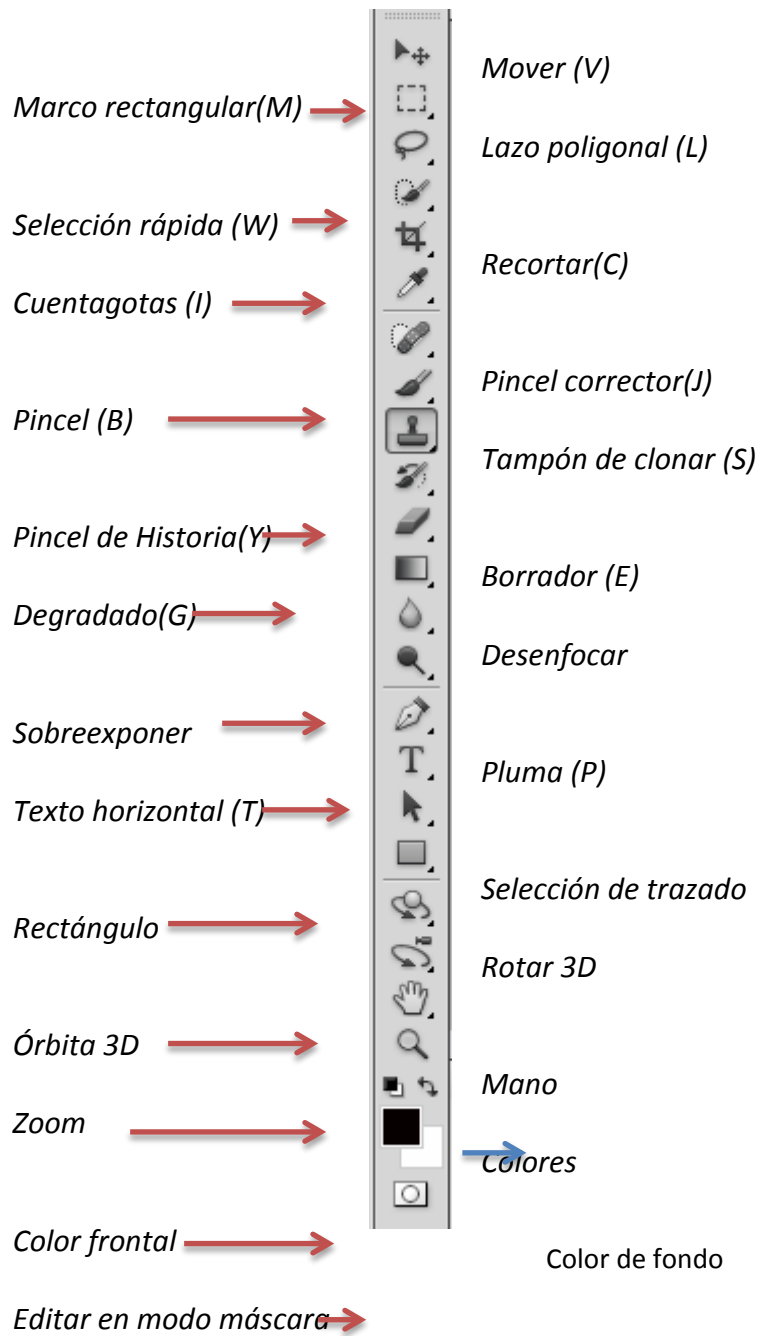 Mover (V)
Marco rectangular(M)
Lazo poligonal (L)
Selección rápida (W)
Recortar(C)
Cuentagotas (I)
Pincel corrector(J)
Pincel (B)
Tampón de clonar (S)
Pincel de Historia(Y)
Borrador (E)
Degradado(G)
Desenfocar
Sobreexponer
Pluma (P)
Texto horizontal (T)
Selección de trazado
Rectángulo
Rotar 3D
Órbita 3D
Mano
Zoom
Colores
Color frontal
Color de fondo
Editar en modo máscara